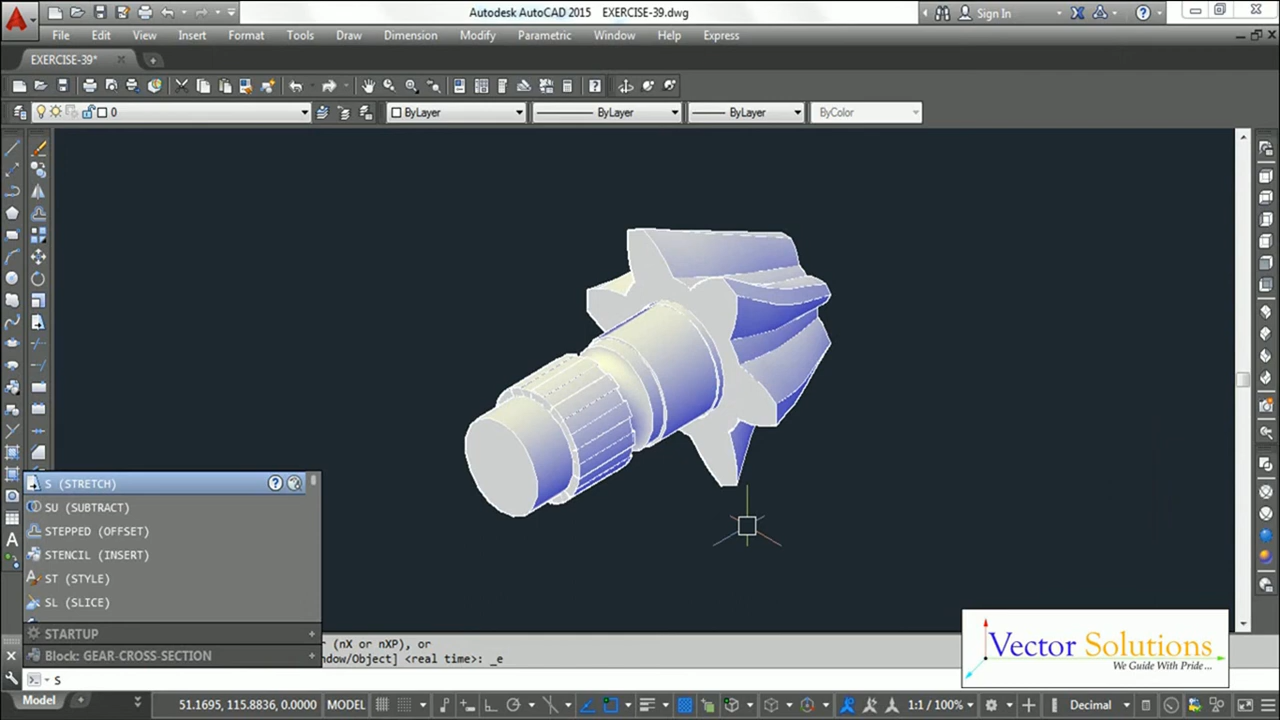 Autodesk AutoCAD 2015 EXERCISE-39.dwg
Sign In
File Edit View Insert Format Tools Draw Dimension Modify Parametric Window Help Express
EXERCISE-39*
0
ByLayer
ByLayer
ByLayer
ByColor
S (STRETCH)
SU (SUBTRACT)
STEPPED (OFFSET)
STENCIL (INSERT)
ST (STYLE)
SL (SLICE)
STARTUP
Block: GEAR-CROSS-SECTION
(nX or nXP), or
ndow/Object] <real time>: _e
S
Vector Solutions
We Guide With Pride...
Model
51.1695, 115.8836, 0.0000 MODEL
1:1 / 100%
Decimal